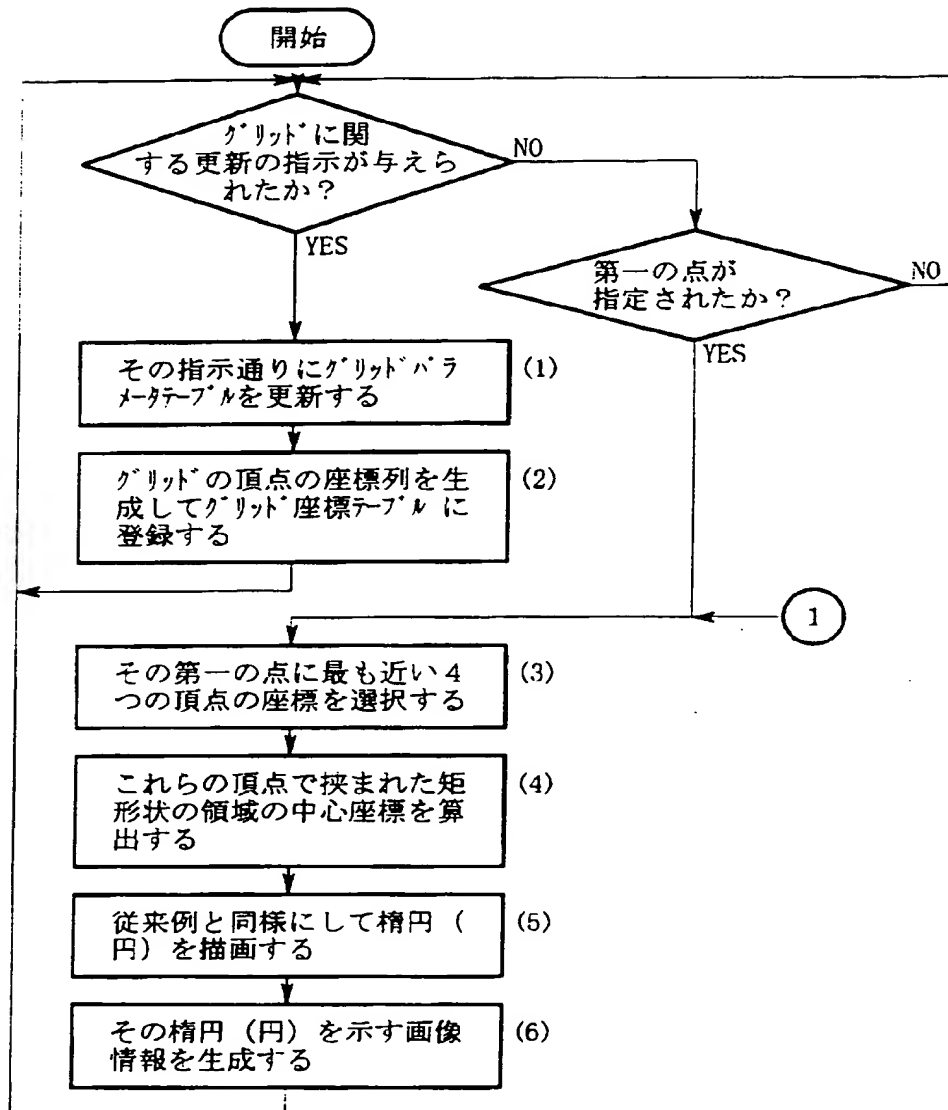 開始
グリッドに関
する更新の指示が与えら
れたか？
NO
YES
第一の点が
指定されたか？
NO
YES
その指示通りにグリッドパラ
メータテーブルを更新する
(1)
グリッドの頂点の座標列を生
成してグリッド座標テーブル に
登録する
(2)
1
その第一の点に最も近い4
つの頂点の座標を選択する
(3)
これらの頂点で挟まれた矩
形状の領域の中心座標を算
出する
(4)
従来例と同様にして楕円（
円）を描画する
(5)
その楕円（円）を示す画像
情報を生成する
(6)